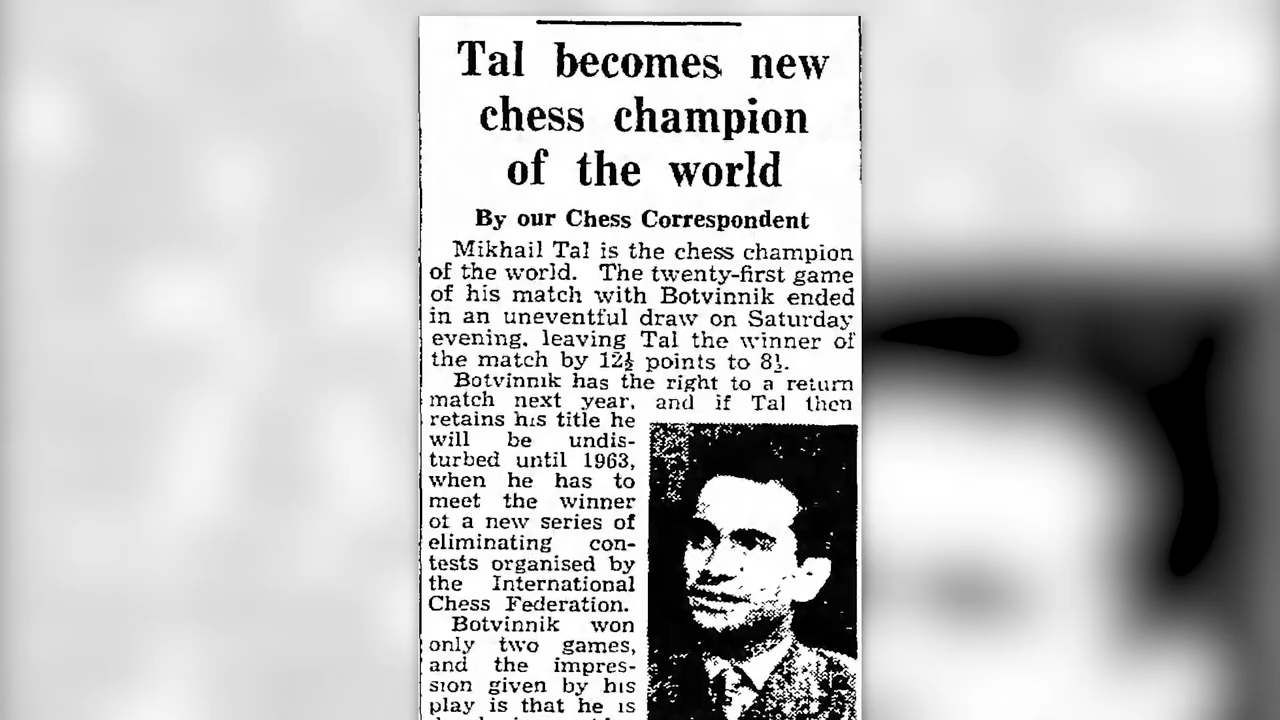 Tal becomes new
chess champion
of the world
By our Chess Correspondent
Mikhail Tal is the chess champion
of the world. The twenty-first game
of his match with Botvinnik ended
in an uneventful draw on Saturday
evening, leaving Tal the winner of
the match by 12½ points to 8½.
Botvinnik has the right to a return
match next year, and if Tal then
retains his title he
will be undis-
turbed until 1963,
when he has to
meet the winner
of a new series of
eliminating con-
tests organised by
the International
Chess Federation.
Botvinnik won
only two games,
and the impres-
sion given by his
play is that he is